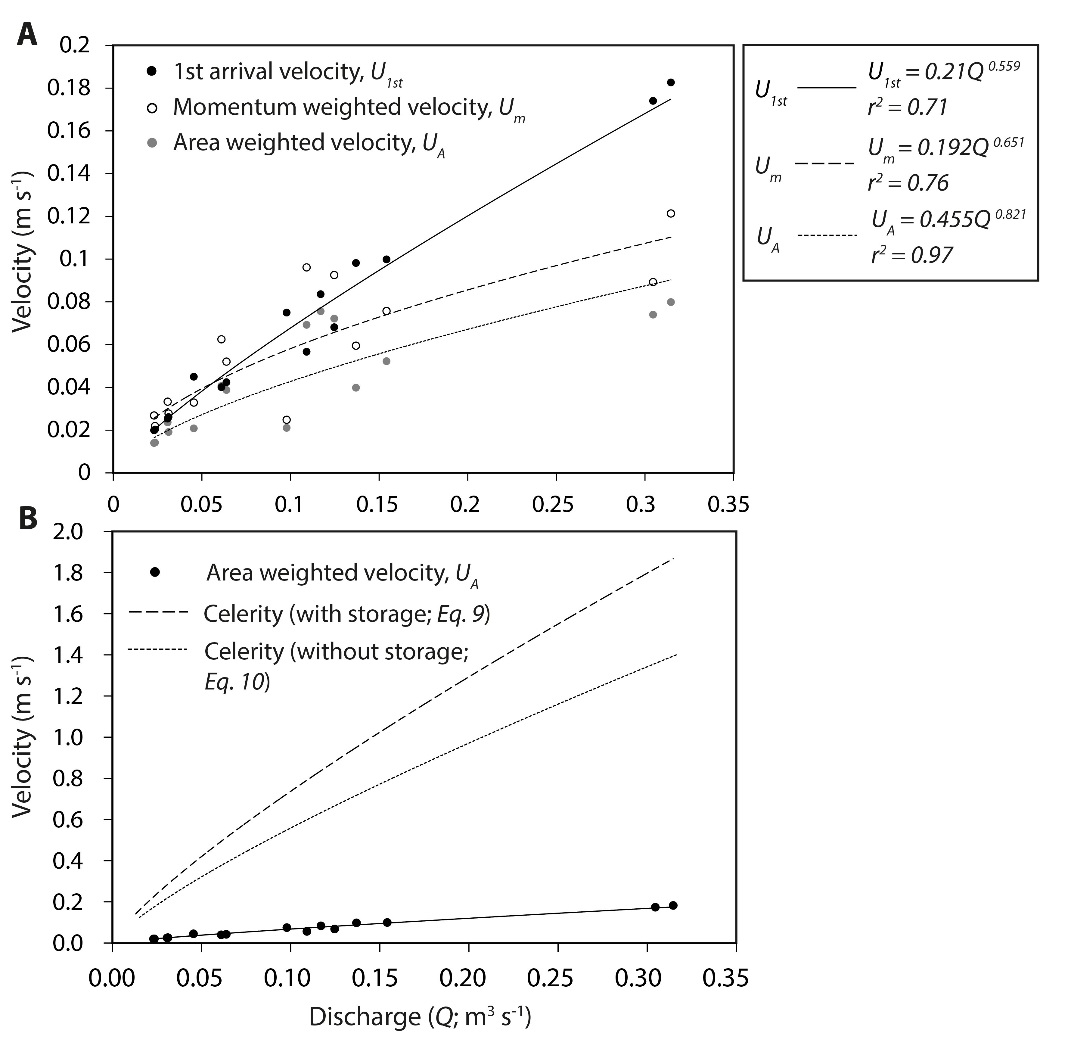 A
0.2
0.18
0.16
0.14
0.12
0.1
0.08
0.06
0.04
0.02
0
Velocity (m s⁻¹)
1st arrival velocity, U₁ₛₜ
Momentum weighted velocity, Uₘ
Area weighted velocity, U_A
0 0.05 0.10 0.15 0.2 0.25 0.3 0.35
U₁ₛₜ
U₁ₛₜ = 0.21Q^0.559
r² = 0.71
Uₘ
Uₘ = 0.192Q^0.651
r² = 0.76
U_A
U_A = 0.455Q^0.821
r² = 0.97
B
2.0
1.8
1.6
1.4
1.2
1.0
0.8
0.6
0.4
0.2
0.0
Velocity (m s⁻¹)
Area weighted velocity, U_A
Celerity (with storage; Eq. 9)
Celerity (without storage;
Eq. 10)
0.00 0.05 0.10 0.15 0.20 0.25 0.30 0.35
Discharge (Q; m³ s⁻¹)